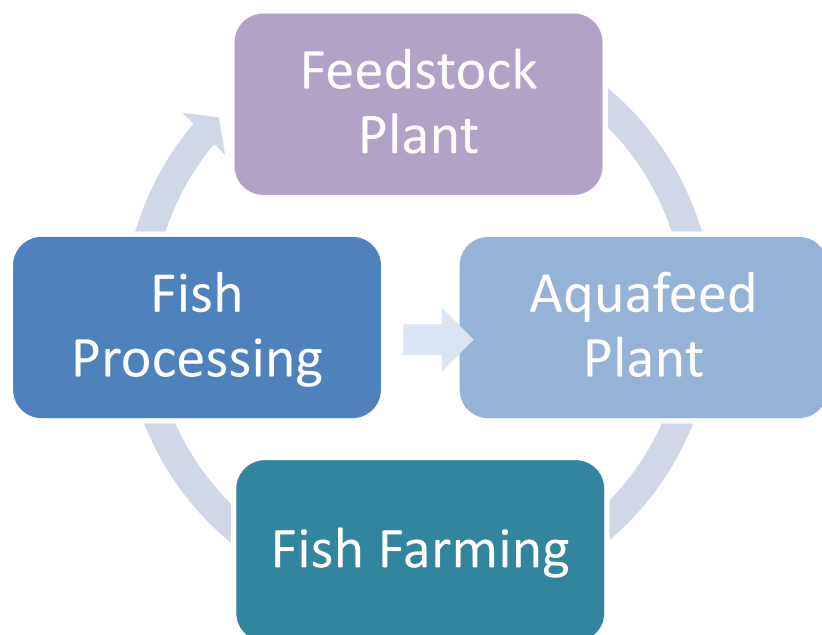 Feedstock
Plant
Fish
Processing
Aquafeed
Plant
Fish Farming